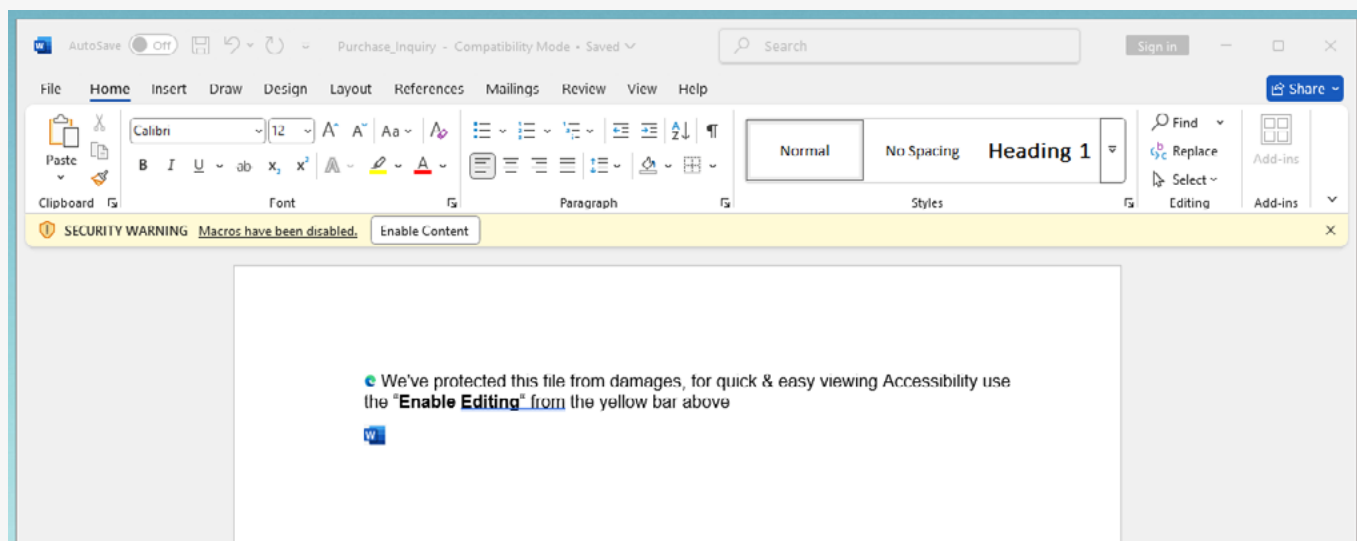 AutoSave Off Purchase_Inquiry - Compatibility Mode • Saved Search Sign in
File Home Insert Draw Design Layout References Mailings Review View Help Share
Calibri 12 Aa Normal No Spacing Heading 1 Find
Paste Replace Add-ins
B I U ab x₂ x² A A Select
Clipboard Font Paragraph Styles Editing Add-ins
SECURITY WARNING Macros have been disabled. Enable Content
We've protected this file from damages, for quick & easy viewing Accessibility use
the "Enable Editing" from the yellow bar above